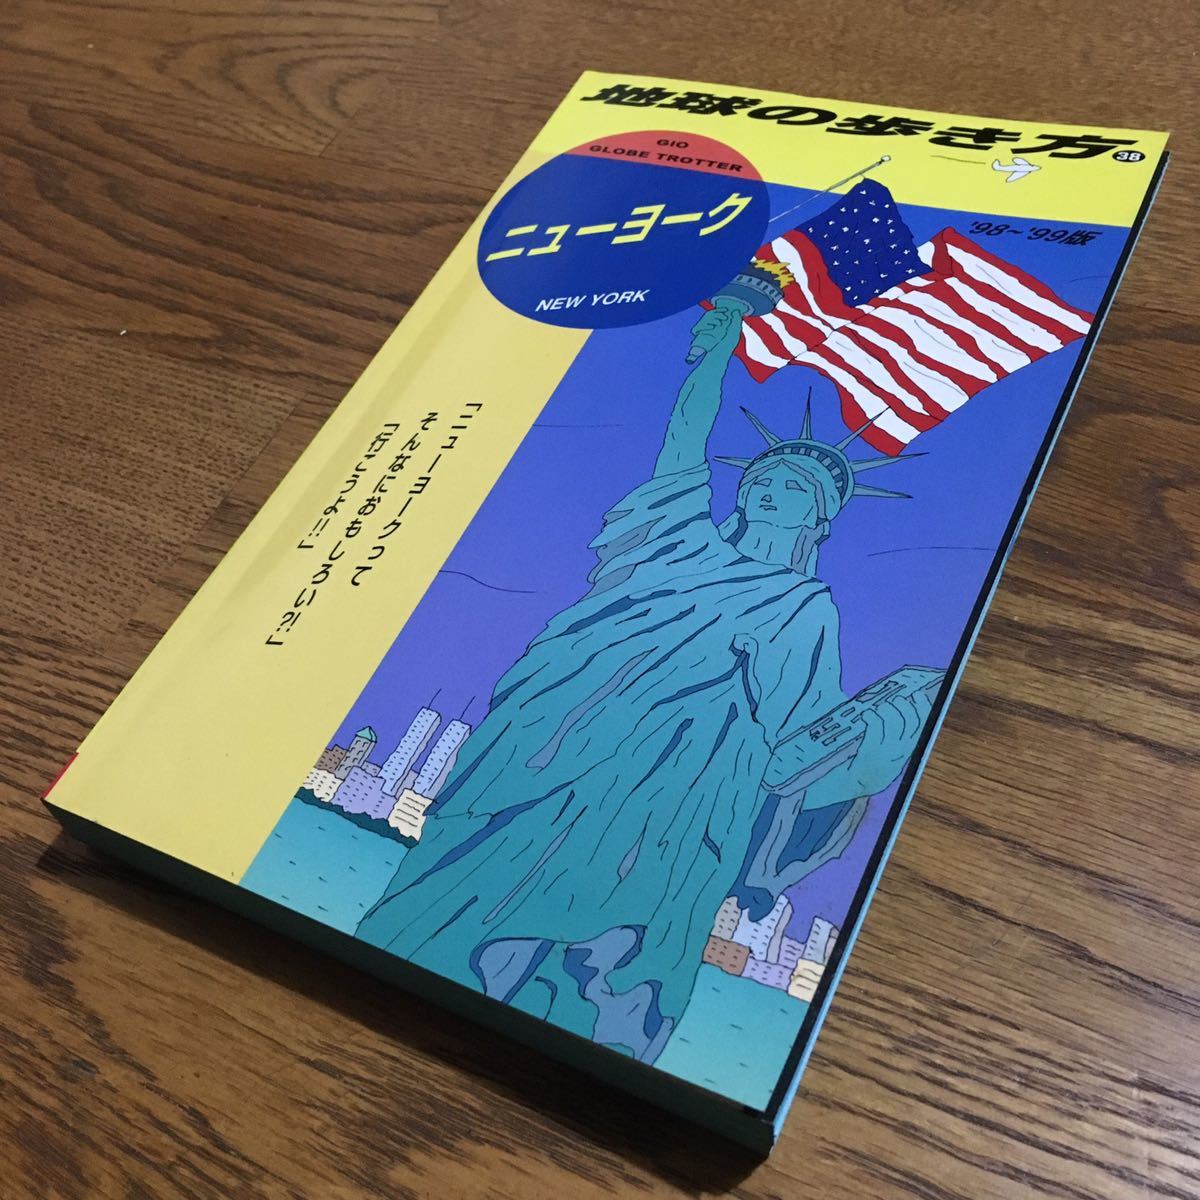 地球の歩き方 38
GIO
GLOBE TROTTER
ニューヨーク
NEW YORK
'98~'99版
「ニューヨークって
そんなにおもしろい?!」
「行こうよ!!」